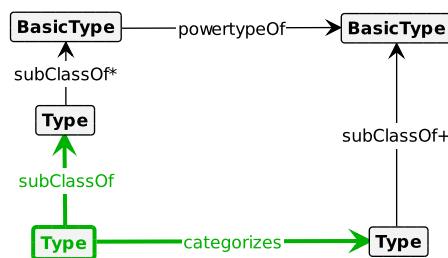 BasicType
powertypeOf
BasicType
subClassOf*
Type
subClassOf+
subClassOf
Type
categorizes
Type